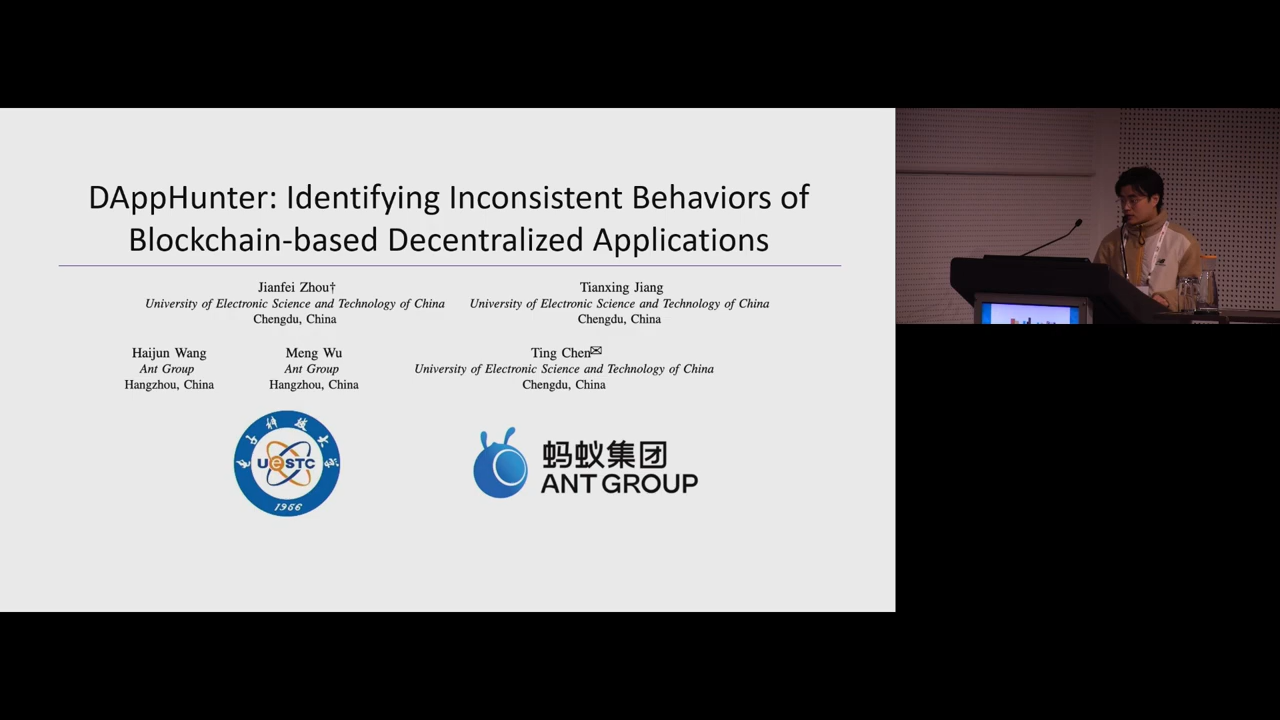 DAppHunter: Identifying Inconsistent Behaviors of
Blockchain-based Decentralized Applications
Jianfei Zhou†
University of Electronic Science and Technology of China
Chengdu, China
Tianxing Jiang
University of Electronic Science and Technology of China
Chengdu, China
Haijun Wang
Ant Group
Hangzhou, China
Meng Wu
Ant Group
Hangzhou, China
Ting Chen✉
University of Electronic Science and Technology of China
Chengdu, China
UeSTC
1956
蚂蚁集团
ANT GROUP